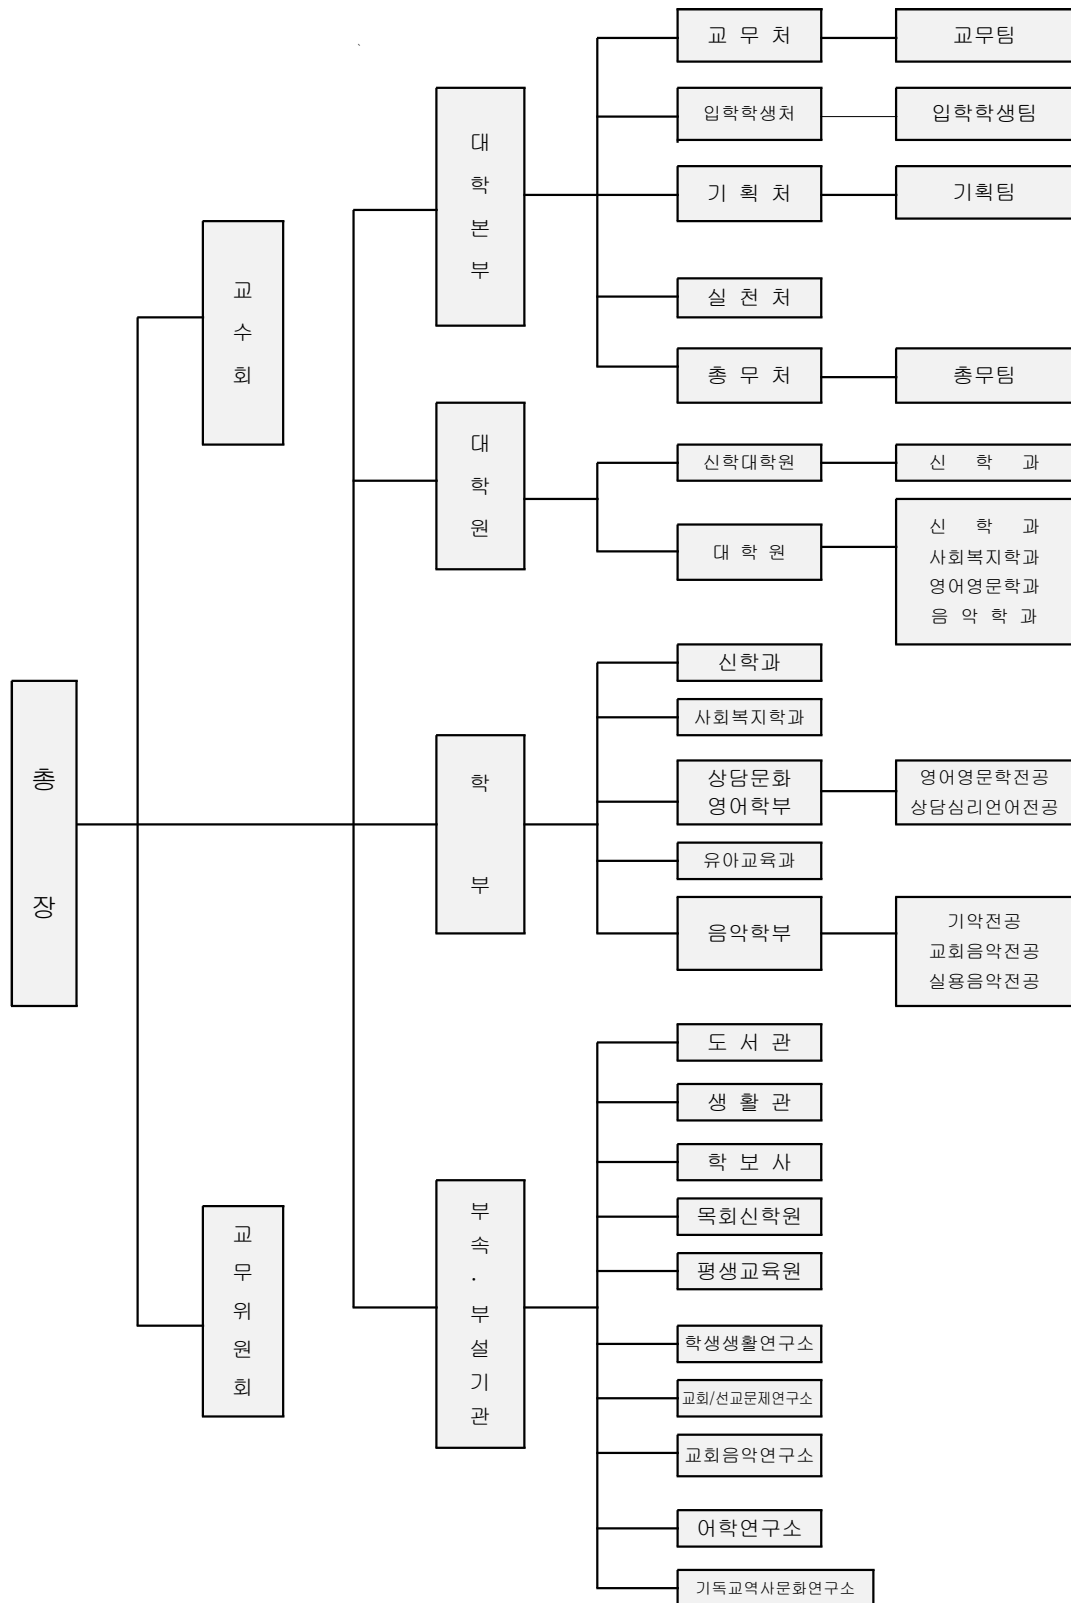 총장
교수회
교무위원회
대학본부
교 무 처
교무팀
입학학생처
입학학생팀
기 획 처
기획팀
실 천 처
총 무 처
총무팀
대학원
신학대학원
신 학 과
대 학 원
신 학 과
사회복지학과
영어영문학과
음 악 학 과
학부
신학과
사회복지학과
상담문화
영어학부
영어영문학전공
상담심리언어전공
유아교육과
음악학부
기악전공
교회음악전공
실용음악전공
부속·부설기관
도 서 관
생 활 관
학 보 사
목회신학원
평생교육원
학생생활연구소
교회/선교문제연구소
교회음악연구소
어학연구소
기독교역사문화연구소